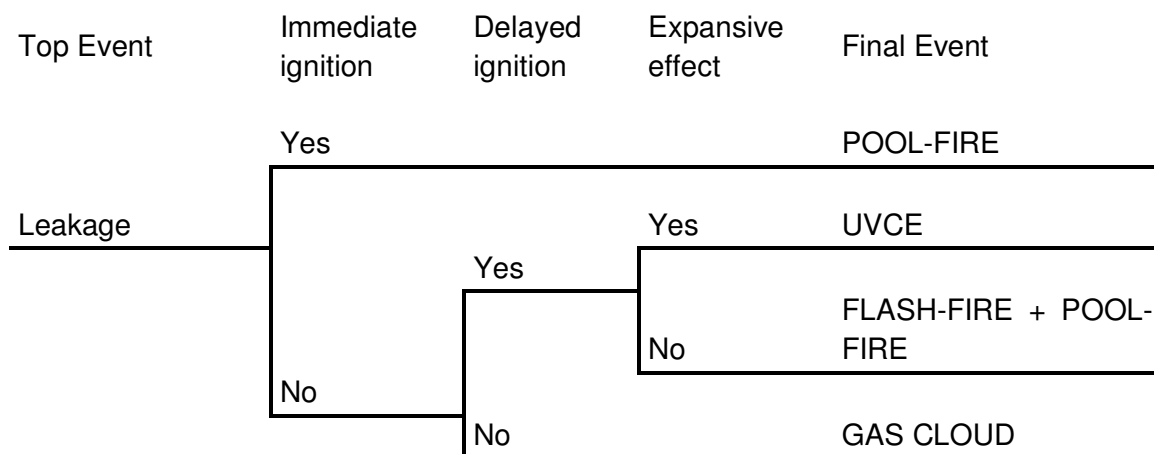 Top Event
Immediate
ignition
Delayed
ignition
Expansive
effect
Final Event
Yes
POOL-FIRE
Leakage
Yes
UVCE
Yes
FLASH-FIRE + POOL-
FIRE
No
No
No
GAS CLOUD